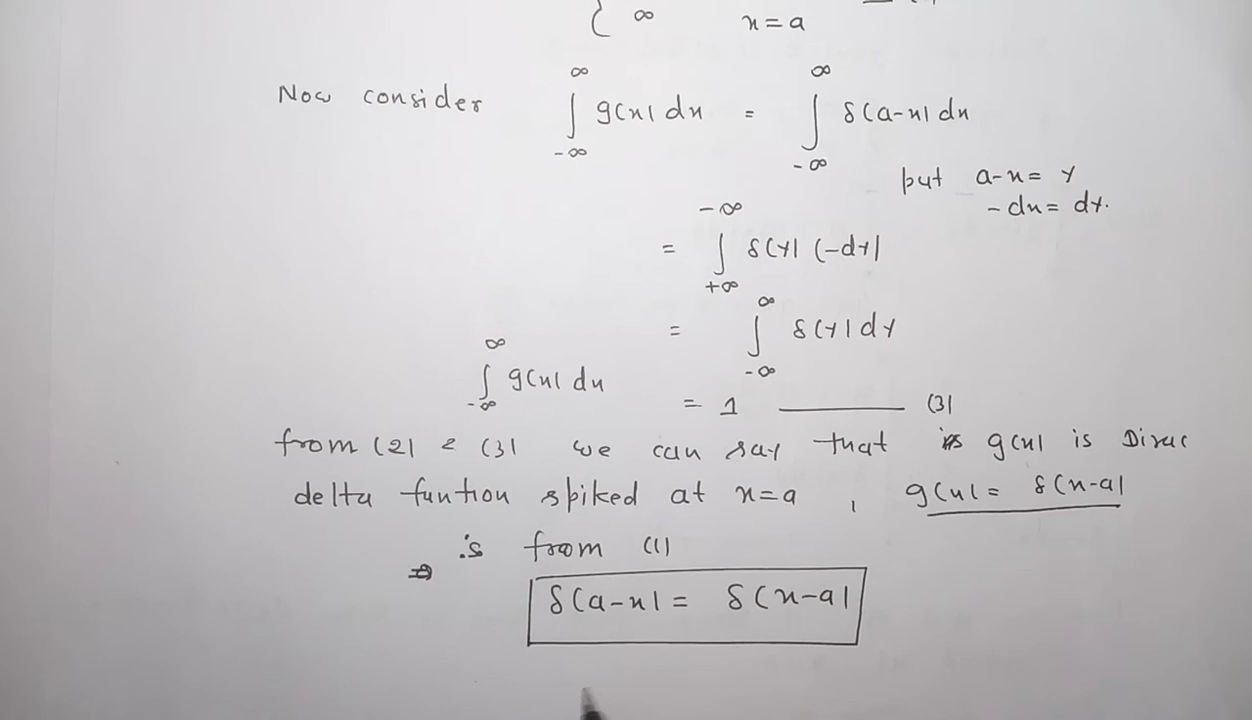 { ∞ x = a
Now consider ∫_{-∞}^{∞} g(x) dx = ∫_{-∞}^{∞} δ(a-x) dx
put a-x = y
-dx = dy.
= ∫_{+∞}^{-∞} δ(y) (-dy)
= ∫_{-∞}^{∞} δ(y) dy
∫_{-∞}^{∞} g(x) dx
= 1 ——— (3)
from (2) & (3) we can say that g(x) is Dirac
delta funtion spiked at x=a , g(x) = δ(x-a)
is from (1)
δ(a-x) = δ(x-a)